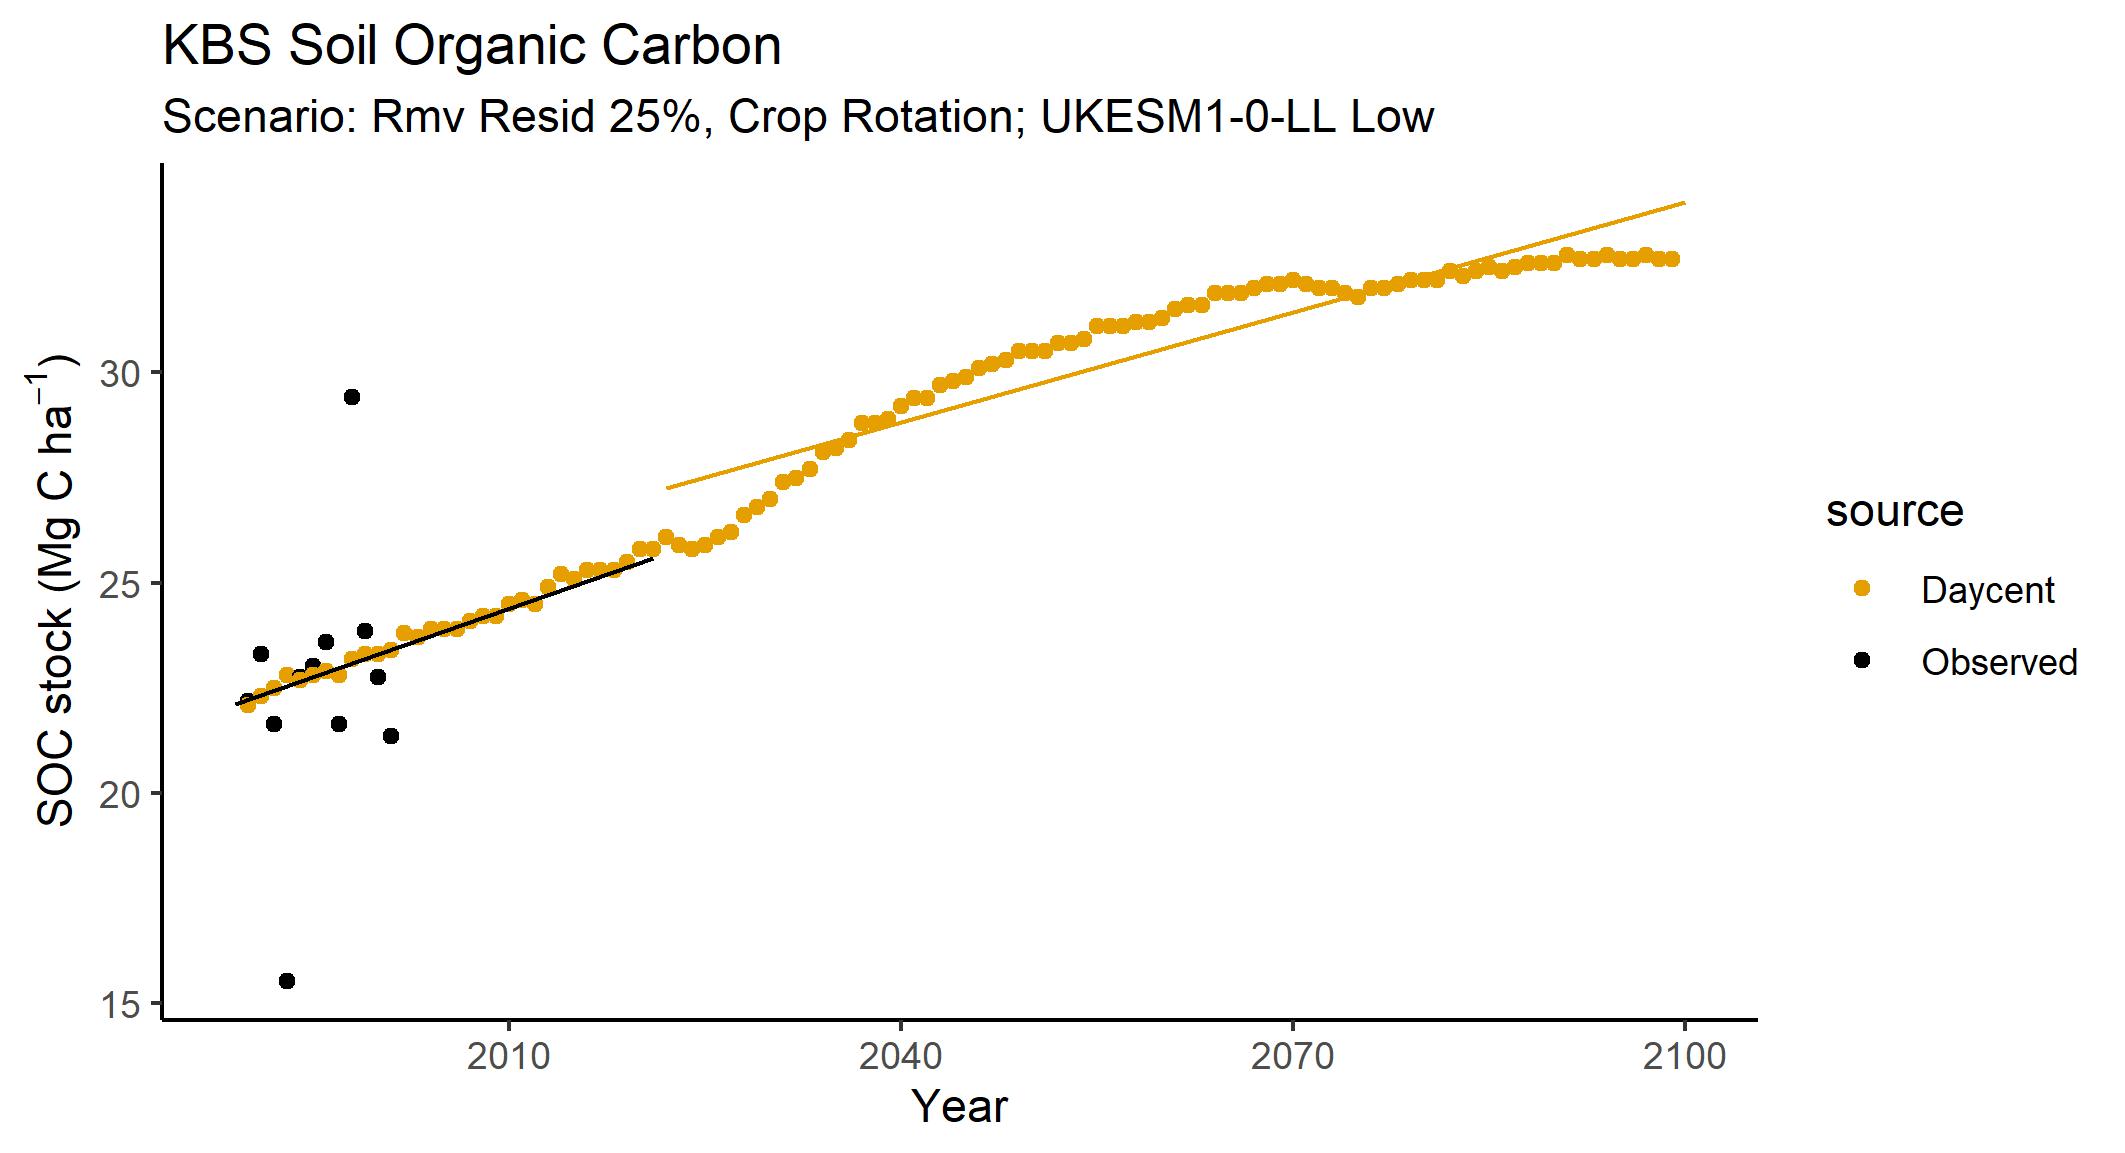 KBS Soil Organic Carbon
Scenario: Rmv Resid 25%, Crop Rotation; UKESM1-0-LL Low
SOC stock (Mg C ha⁻¹)
30
25
20
15
2010 2040 2070 2100
Year
source
Daycent
Observed